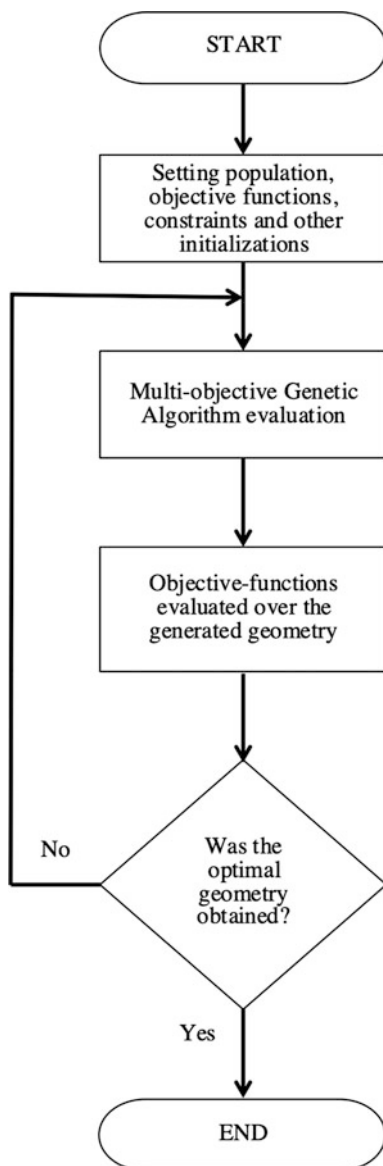 START
Setting population,
objective functions,
constraints and other
initializations
Multi-objective Genetic
Algorithm evaluation
Objective-functions
evaluated over the
generated geometry
Was the
optimal
geometry
obtained?
No
Yes
END